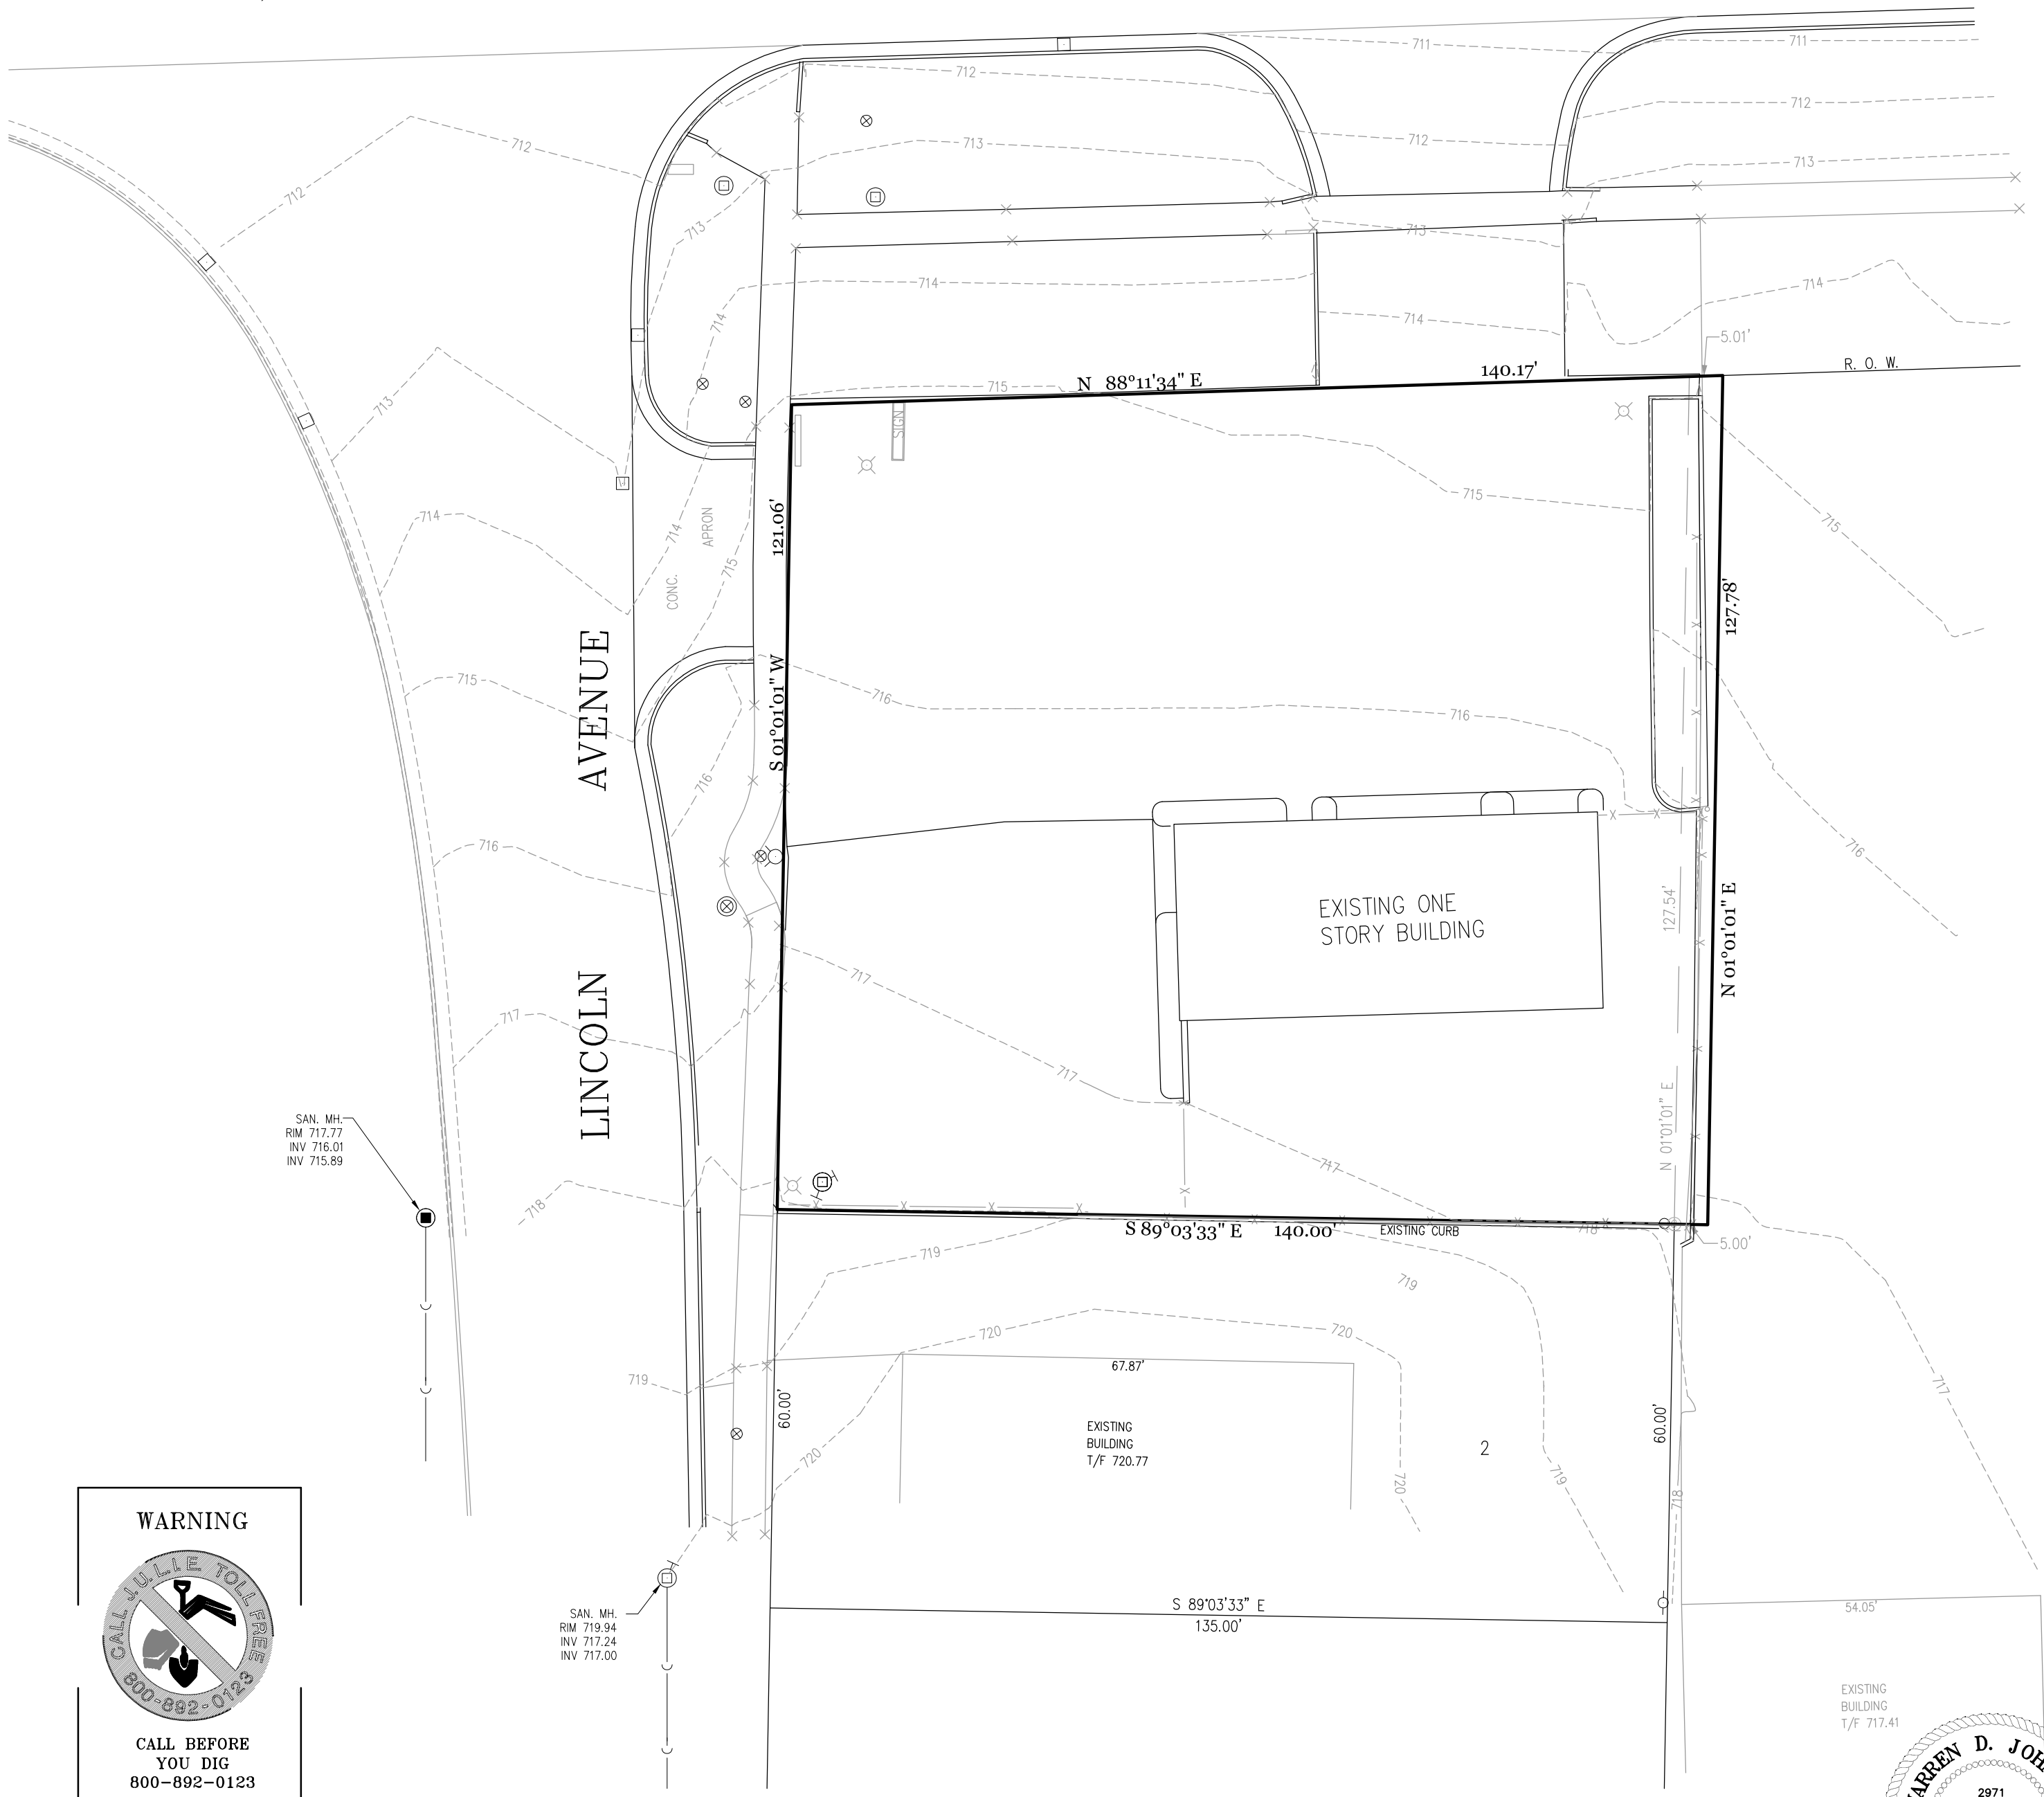 711
711
712
712
712
713
712
712
713
713
713
714
714
714
714
5.01'
R. O. W.
715
N 88°11'34" E
140.17'
713
SIGN
715
714
121.06'
APRON
714
715
715
CONC.
127.78'
AVENUE
S 01°01'01" W
715
716
716
716
716
716
EXISTING ONE
STORY BUILDING
127.54'
N 01°01'01" E
717
717
LINCOLN
717
N 01°01'01" E
SAN. MH.
RIM 717.77
INV 716.01
INV 715.89
717
718
S 89°03'33" E
140.00'
EXISTING CURB
718
5.00'
719
719
720
720
719
67.87'
717
60.00'
EXISTING
BUILDING
T/F 720.77
2
60.00'
720
720
719
718
WARNING
CALL J.U.L.I.E. TOLL FREE
800-892-0123
CALL BEFORE
YOU DIG
800-892-0123
SAN. MH.
RIM 719.94
INV 717.24
INV 717.00
S 89°03'33" E
135.00'
54.05'
EXISTING
BUILDING
T/F 717.41
D.
2971